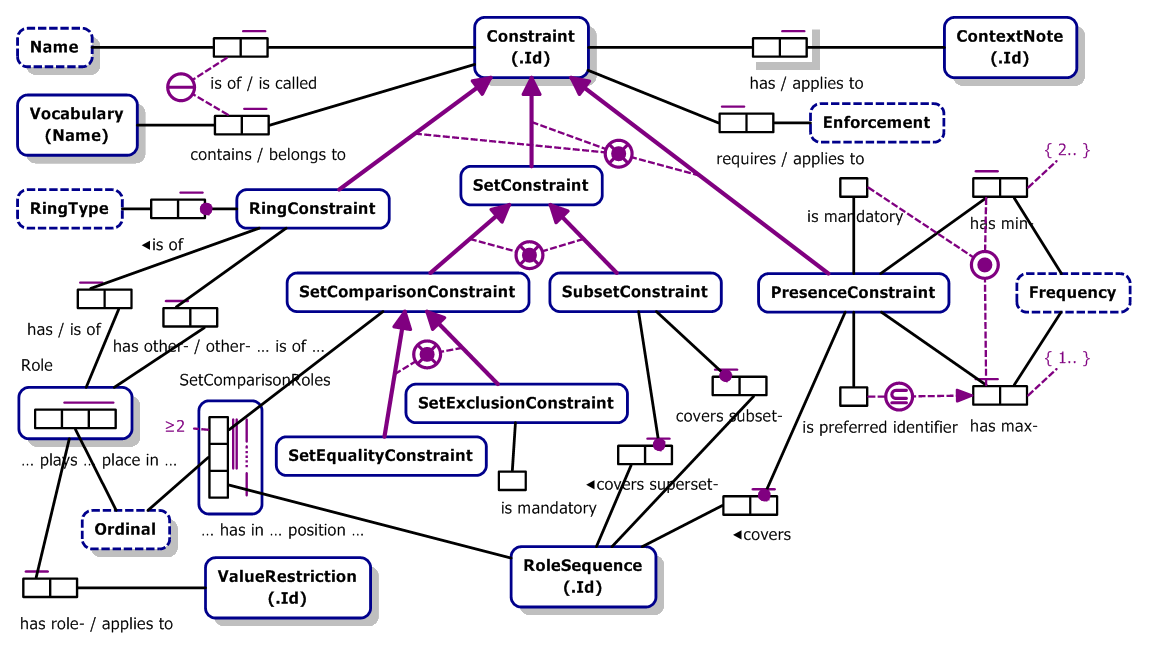 Name
Constraint
(.Id)
ContextNote
(.Id)
is of / is called
has / applies to
Vocabulary
(Name)
Enforcement
contains / belongs to
requires / applies to
{ 2.. }
SetConstraint
RingType
RingConstraint
is mandatory
has min-
◄is of
SetComparisonConstraint
SubsetConstraint
PresenceConstraint
Frequency
has / is of
has other- / other- ... is of ...
Role
SetComparisonRoles
{ 1.. }
SetExclusionConstraint
covers subset-
is preferred identifier
has max-
≥2
... plays ... place in ...
SetEqualityConstraint
◄covers superset-
is mandatory
Ordinal
... has in ... position ...
◄covers
ValueRestriction
(.Id)
RoleSequence
(.Id)
has role- / applies to